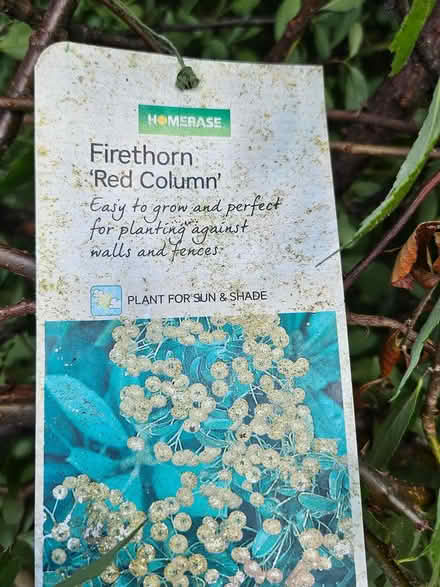 HOMEBASE
Firethorn
'Red Column'
Easy to grow and perfect
for planting against
walls and fences
PLANT FOR SUN & SHADE